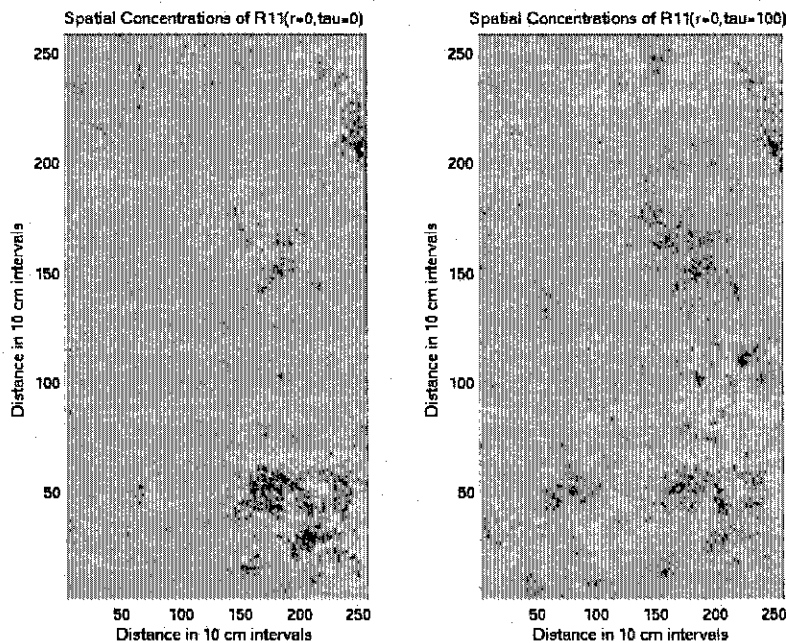 Spatial Concentrations of R11(r=0,tau=0)
250
200
150
100
50
Distance in 10 cm intervals
50 100 150 200 250
Distance in 10 cm intervals
Spatial Concentrations of R11(r=0,tau=100)
250
200
150
100
50
Distance in 10 cm intervals
50 100 150 200 250
Distance in 10 cm intervals